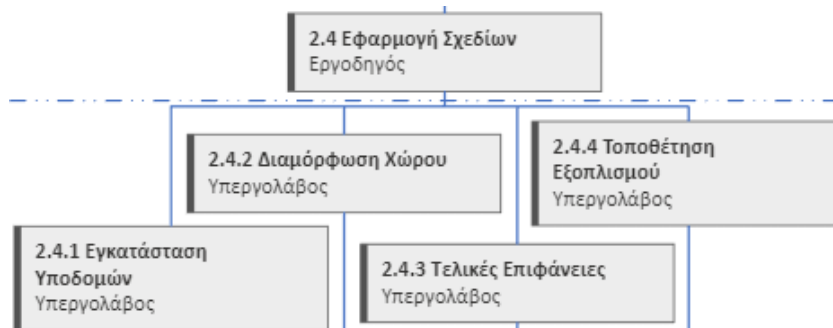 2.4 Εφαρμογή Σχεδίων
Εργοδηγός
2.4.2 Διαμόρφωση Χώρου
Υπεργολάβος
2.4.4 Τοποθέτηση
Εξοπλισμού
Υπεργολάβος
2.4.1 Εγκατάσταση
Υποδομών
Υπεργολάβος
2.4.3 Τελικές Επιφάνειες
Υπεργολάβος